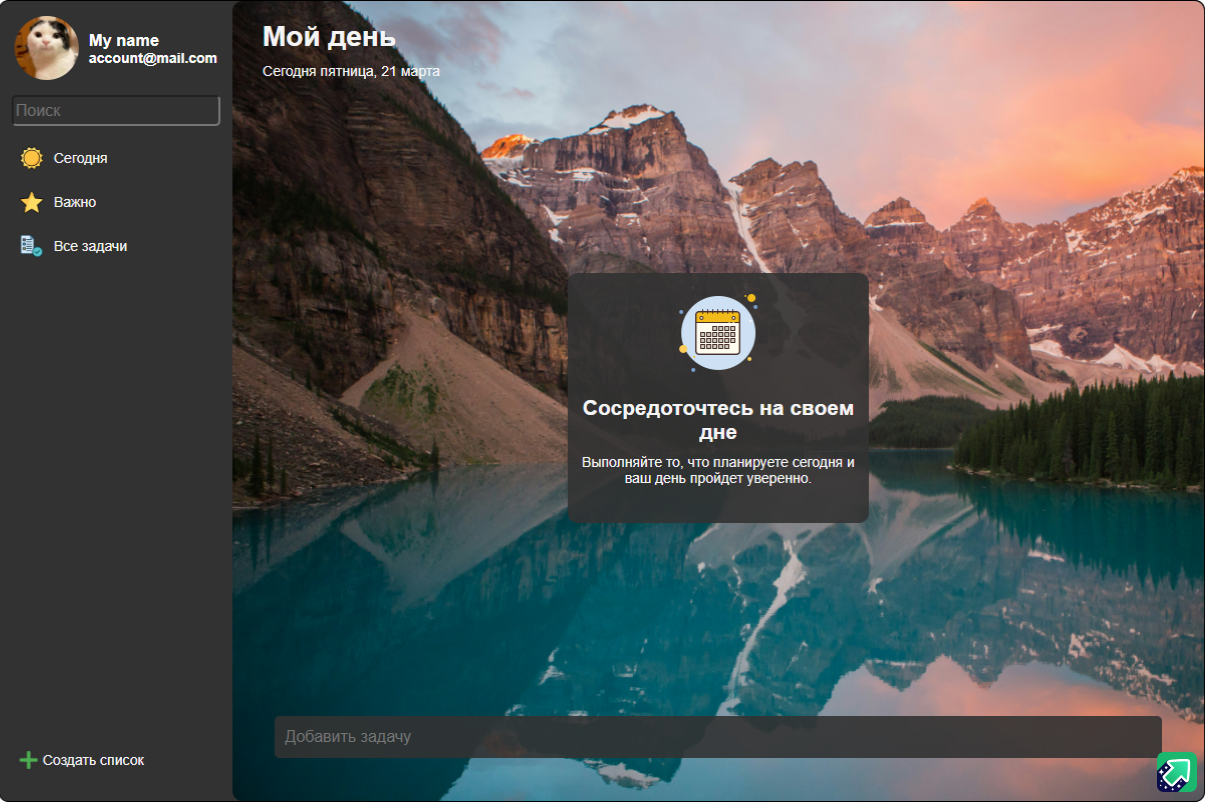 My name
account@mail.com
Поиск
Сегодня
Важно
Все задачи
Создать список
Мой день
Сегодня пятница, 21 марта
Сосредоточтесь на своем
дне
Выполняйте то, что планируете сегодня и
ваш день пройдет уверенно.
Добавить задачу